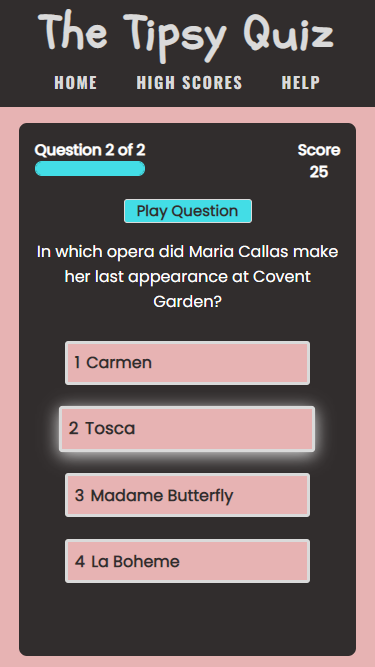 The Tipsy Quiz
HOME HIGH SCORES HELP
Question 2 of 2 Score
25
Play Question
In which opera did Maria Callas make
her last appearance at Covent
Garden?
1 Carmen
2 Tosca
3 Madame Butterfly
4 La Boheme